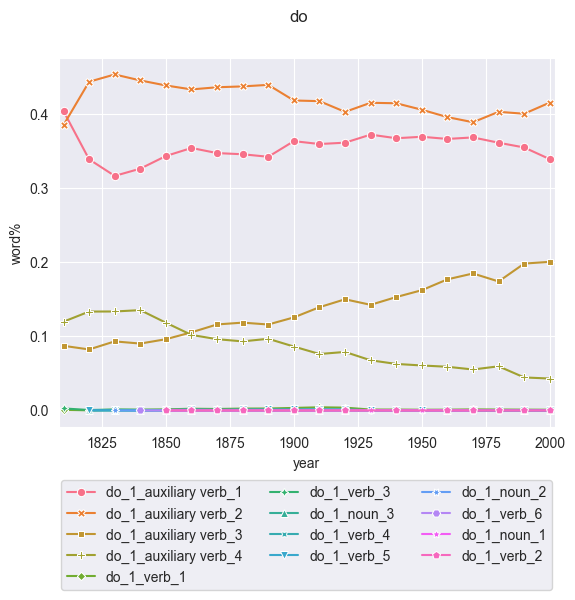 do
word%
0.4
0.3
0.2
0.1
0.0
1825 1850 1875 1900 1925 1950 1975 2000
year
do_1_auxiliary verb_1 do_1_verb_3 do_1_noun_2
do_1_auxiliary verb_2 do_1_noun_3 do_1_verb_6
do_1_auxiliary verb_3 do_1_verb_4 do_1_noun_1
do_1_auxiliary verb_4 do_1_verb_5 do_1_verb_2
do_1_verb_1